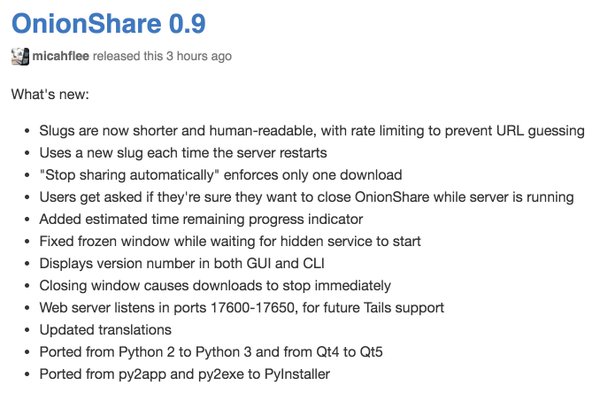 OnionShare 0.9
micahflee released this 3 hours ago
What's new:
• Slugs are now shorter and human-readable, with rate limiting to prevent URL guessing
• Uses a new slug each time the server restarts
• "Stop sharing automatically" enforces only one download
• Users get asked if they're sure they want to close OnionShare while server is running
• Added estimated time remaining progress indicator
• Fixed frozen window while waiting for hidden service to start
• Displays version number in both GUI and CLI
• Closing window causes downloads to stop immediately
• Web server listens in ports 17600-17650, for future Tails support
• Updated translations
• Ported from Python 2 to Python 3 and from Qt4 to Qt5
• Ported from py2app and py2exe to PyInstaller